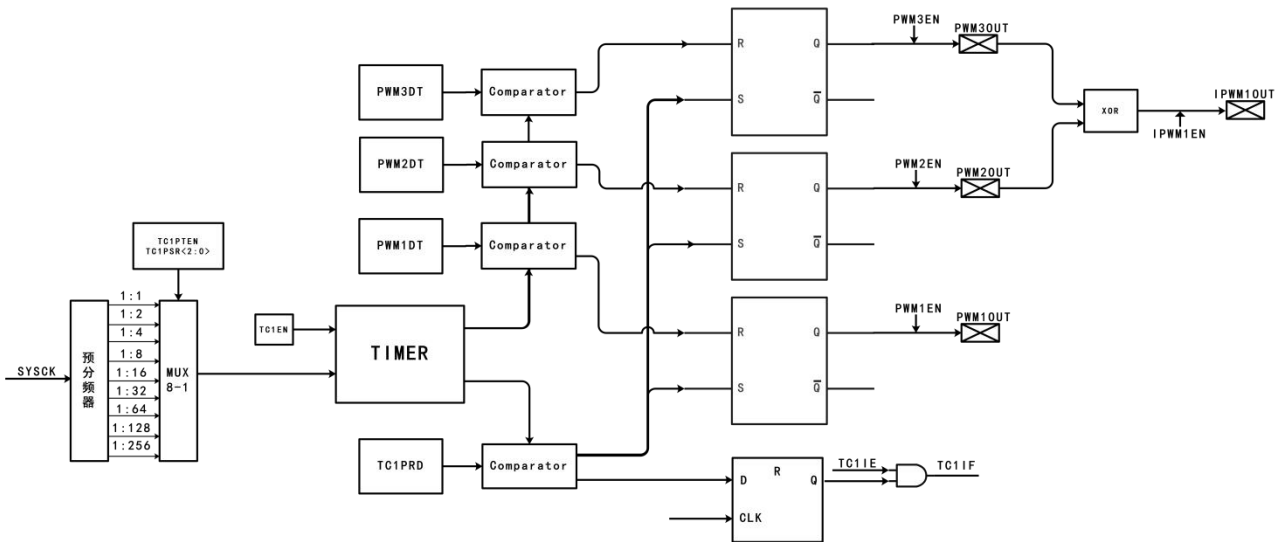 PWM3EN
PWM3OUT
R
Q
PWM3DT
Comparator
S
Q
XOR
IPWM1OUT
IPWM1EN
PWM2DT
Comparator
R
Q
PWM2EN
PWM2OUT
PWM1DT
Comparator
S
Q
TC1PTEN
TC1PSR<2:0>
1:1
1:2
1:4
1:8
1:16
1:32
1:64
1:128
1:256
SYSCK
预分频器
MUX
8-1
TC1EN
TIMER
R
Q
PWM1EN
PWM1OUT
S
Q
TC1PRD
Comparator
R
D
Q
CLK
TC1IE
TC1IF